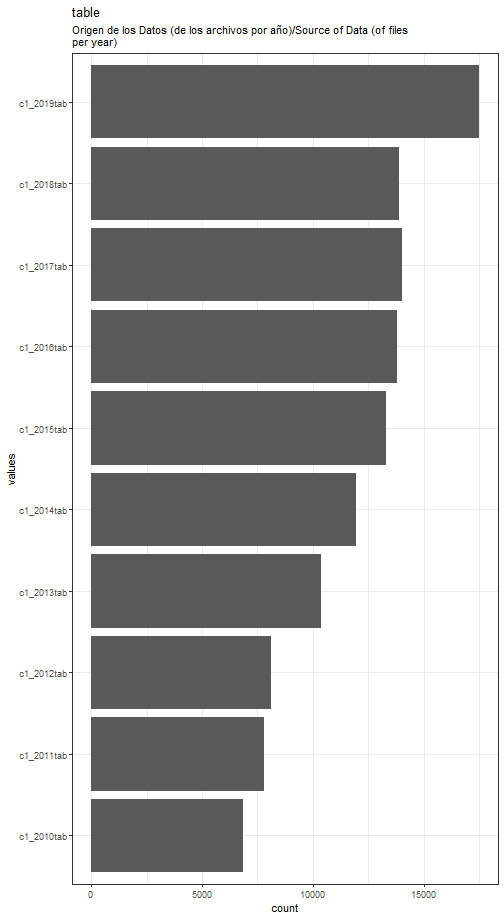 table
Origen de los Datos (de los archivos por año)/Source of Data (of files
per year)
c1_2019tab
c1_2018tab
c1_2017tab
c1_2016tab
c1_2015tab
c1_2014tab
c1_2013tab
c1_2012tab
c1_2011tab
c1_2010tab
values
0 5000 10000 15000
count